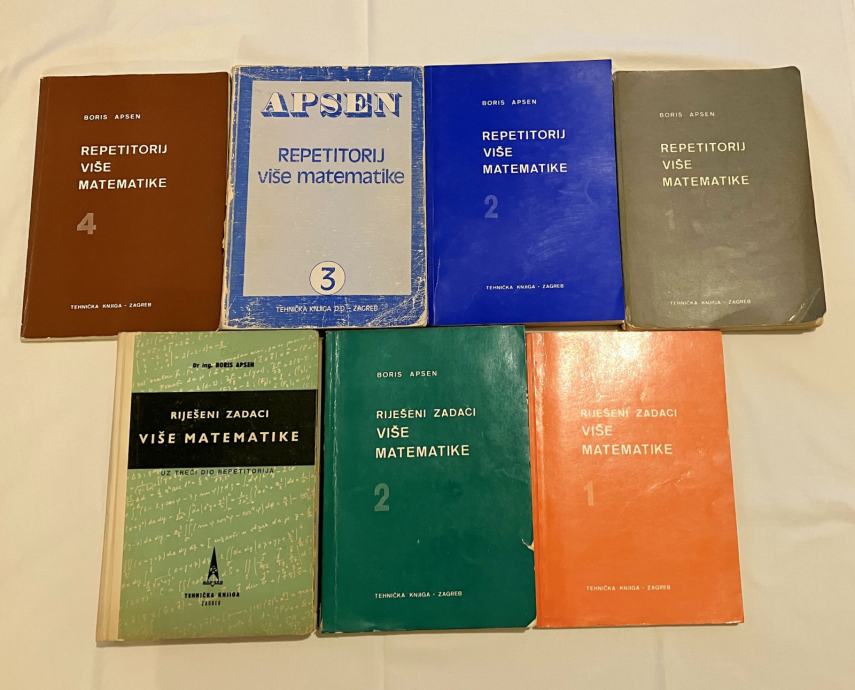 BORIS APSEN
REPETITORIJ
VIŠE
MATEMATIKE
4
TEHNIČKA KNJIGA - ZAGREB
APSEN
REPETITORIJ
više matematike
3
TEHNIČKA KNJIGA D.D. - ZAGREB
BORIS APSEN
REPETITORIJ
VIŠE
MATEMATIKE
2
TEHNIČKA KNJIGA - ZAGREB
BORIS APSEN
REPETITORIJ
VIŠE
MATEMATIKE
1
TEHNIČKA KNJIGA - ZAGREB
Dr ing. BORIS APSEN
RIJEŠENI ZADACI
VIŠE MATEMATIKE
UZ TREĆI DIO REPETITORIJA
TEHNIČKA KNJIGA
ZAGREB
BORIS APSEN
RIJEŠENI ZADACI
VIŠE
MATEMATIKE
2
TEHNIČKA KNJIGA - ZAGREB
RIJEŠENI ZADACI
VIŠE
MATEMATIKE
1
TEHNIČKA KNJIGA - ZAGREB